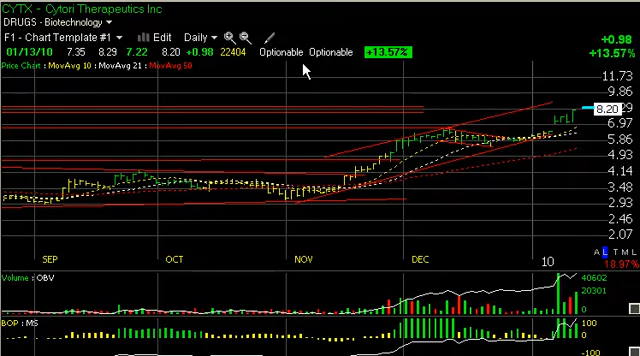 CYTX - Cytori Therapeutics Inc
DRUGS - Biotechnology
F1 - Chart Template #1 Edit Daily
+0.98
01/13/10 7.35 8.29 7.22 8.20 +0.98 22404 Optionable Optionable +13.57% +13.57%
Price Chart : MovAvg 10 : MovAvg 21 : MovAvg 50
11.73
9.86
8.20
6.97
5.86
4.93
4.14
3.48
2.93
2.46
2.07
A L T M L
SEP OCT NOV DEC 10 18.97%
Volume : OBV
40602
20301
BOP : MS
100
0
-100